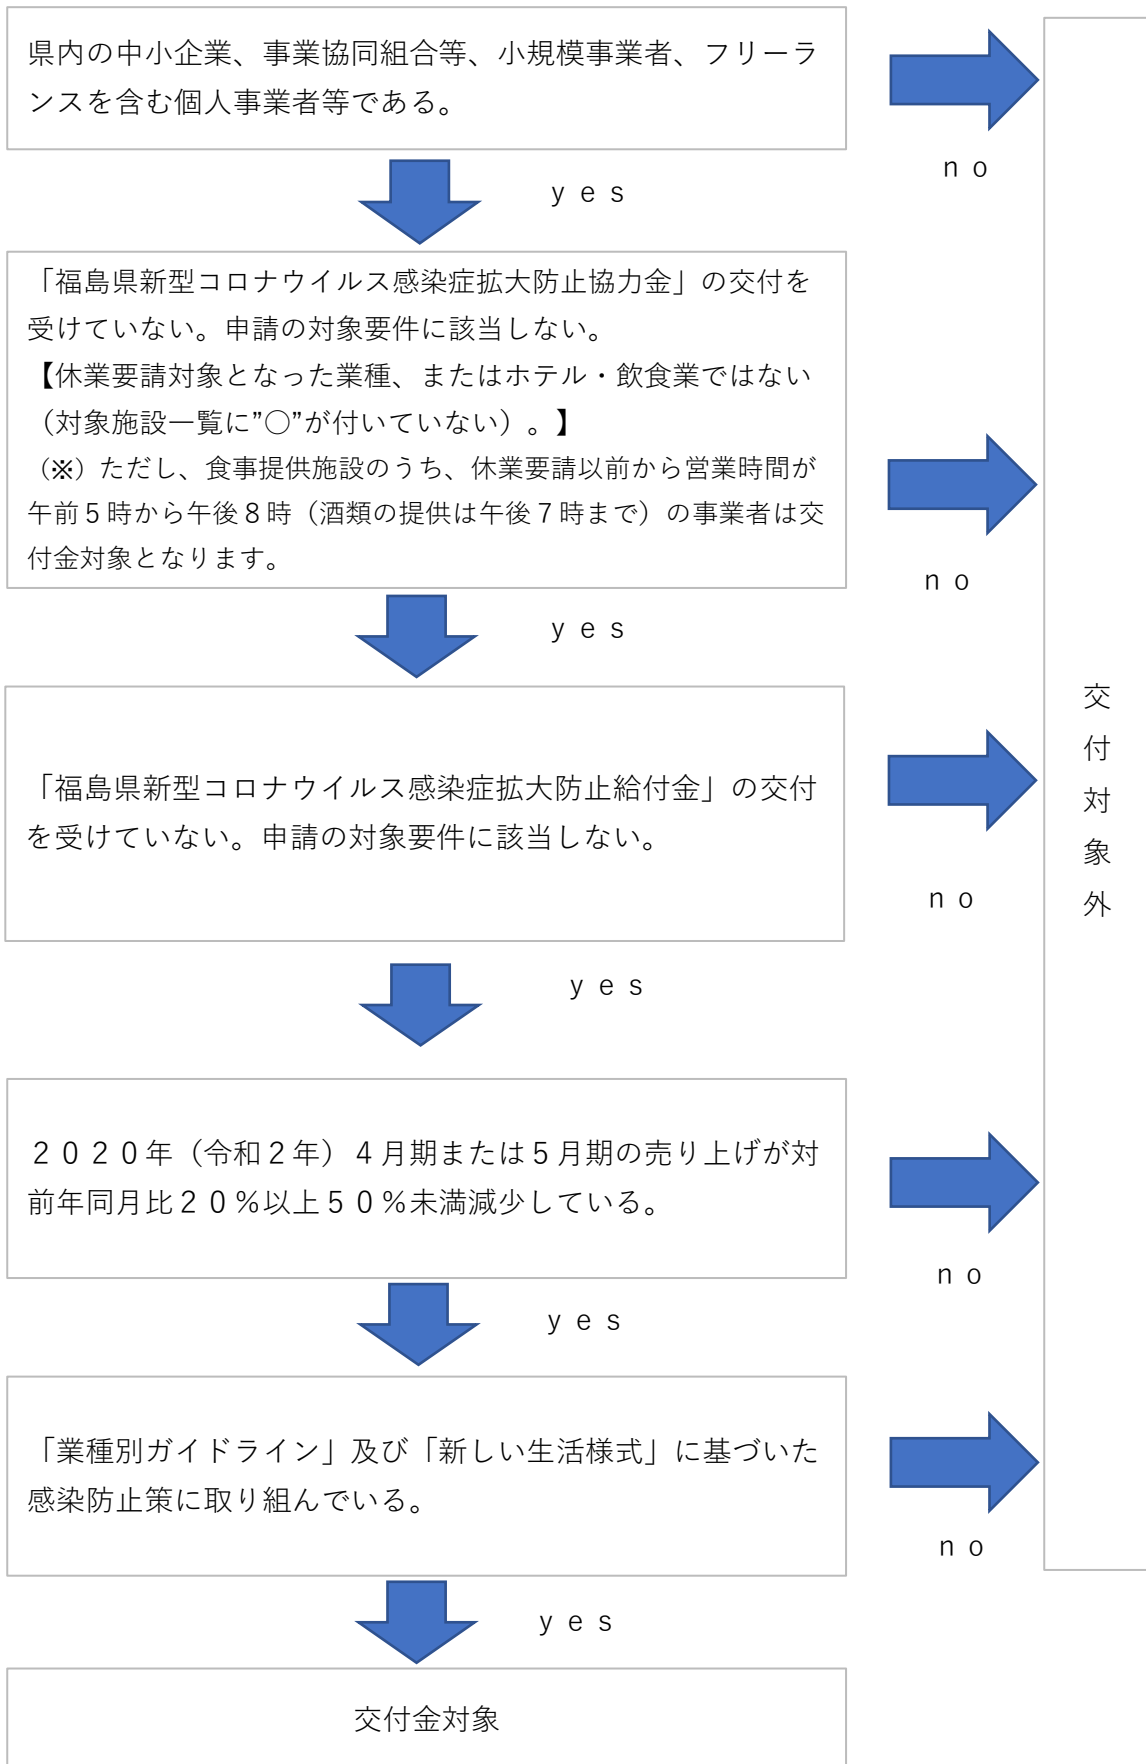 県内の中小企業、事業協同組合等、小規模事業者、フリーラ
ンスを含む個人事業者等である。
ｎｏ
ｙｅｓ
「福島県新型コロナウイルス感染症拡大防止協力金」の交付を
受けていない。申請の対象要件に該当しない。
【休業要請対象となった業種、またはホテル・飲食業ではない
（対象施設一覧に”○”が付いていない）。】
（※）ただし、食事提供施設のうち、休業要請以前から営業時間が
午前５時から午後８時（酒類の提供は午後７時まで）の事業者は交
付金対象となります。
ｎｏ
ｙｅｓ
「福島県新型コロナウイルス感染症拡大防止給付金」の交付
を受けていない。申請の対象要件に該当しない。
ｎｏ
ｙｅｓ
２０２０年（令和２年）４月期または５月期の売り上げが対
前年同月比２０％以上５０％未満減少している。
ｎｏ
ｙｅｓ
「業種別ガイドライン」及び「新しい生活様式」に基づいた
感染防止策に取り組んでいる。
ｎｏ
ｙｅｓ
交付金対象
交付対象外